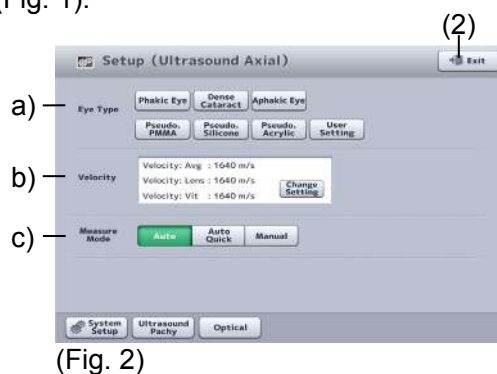 (Fig. 1).
(2)
Setup (Ultrasound Axial)
Exit
a)
Eye Type
Phakic Eye
Dense Cataract
Aphakic Eye
Pseudo. PMMA
Pseudo. Silicone
Pseudo. Acrylic
User Setting
b)
Velocity
Velocity: Avg : 1640 m/s
Velocity: Lens : 1640 m/s
Velocity: Vit : 1640 m/s
Change Setting
c)
Measure Mode
Auto
Auto Quick
Manual
System Setup
Ultrasound Pachy
Optical
(Fig. 2)